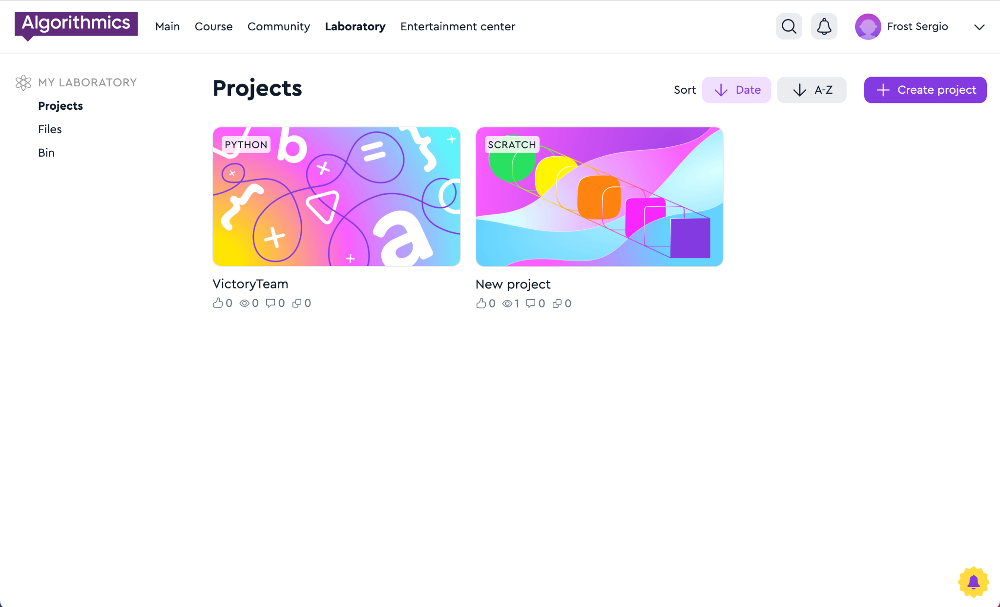 Algorithmics
Main Course Community Laboratory Entertainment center
Frost Sergio
MY LABORATORY
Projects
Files
Bin
Projects
Sort Date A-Z
Create project
PYTHON
b = { } a
VictoryTeam
0 0 0 0
SCRATCH
New project
0 1 0 0